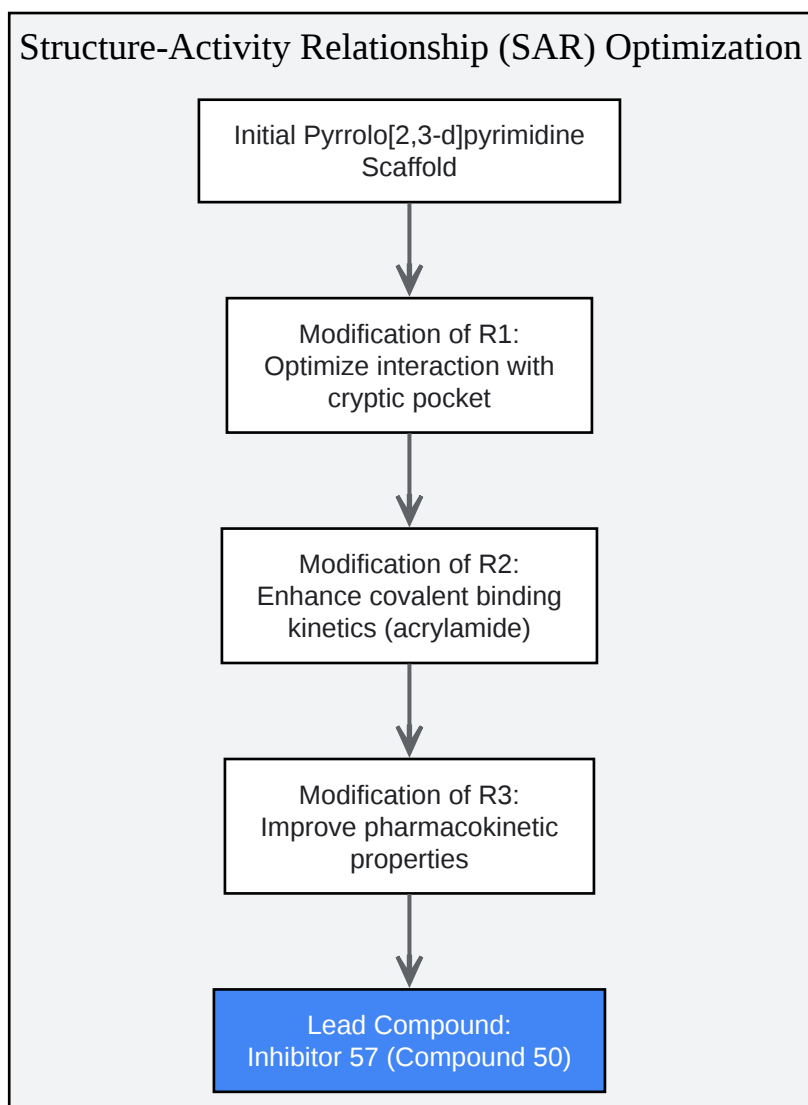 Structure-Activity Relationship (SAR) Optimization
Initial Pyrrolo[2,3-d]pyrimidine
Scaffold
Modification of R1:
Optimize interaction with
cryptic pocket
Modification of R2:
Enhance covalent binding
kinetics (acrylamide)
Modification of R3:
Improve pharmacokinetic
properties
Lead Compound:
Inhibitor 57 (Compound 50)